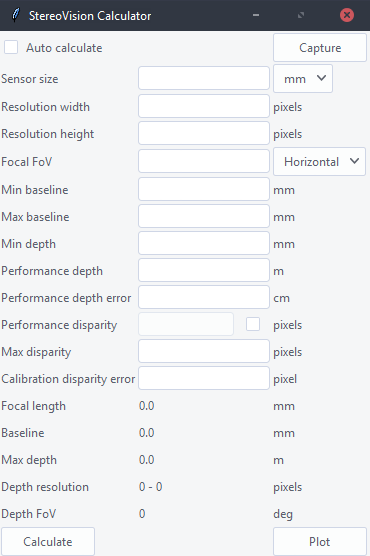 StereoVision Calculator
Auto calculate Capture
Sensor size mm
Resolution width pixels
Resolution height pixels
Focal FoV Horizontal
Min baseline mm
Max baseline mm
Min depth mm
Performance depth m
Performance depth error cm
Performance disparity pixels
Max disparity pixels
Calibration disparity error pixel
Focal length 0.0 mm
Baseline 0.0 mm
Max depth 0.0 m
Depth resolution 0 - 0 pixels
Depth FoV 0 deg
Calculate Plot